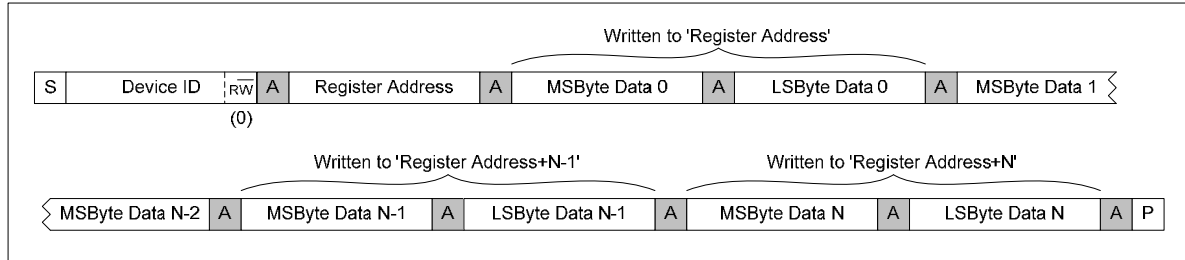 Written to 'Register Address'
S Device ID RW A Register Address A MSByte Data 0 A LSByte Data 0 A MSByte Data 1
(0)
Written to 'Register Address+N-1' Written to 'Register Address+N'
MSByte Data N-2 A MSByte Data N-1 A LSByte Data N-1 A MSByte Data N A LSByte Data N A P